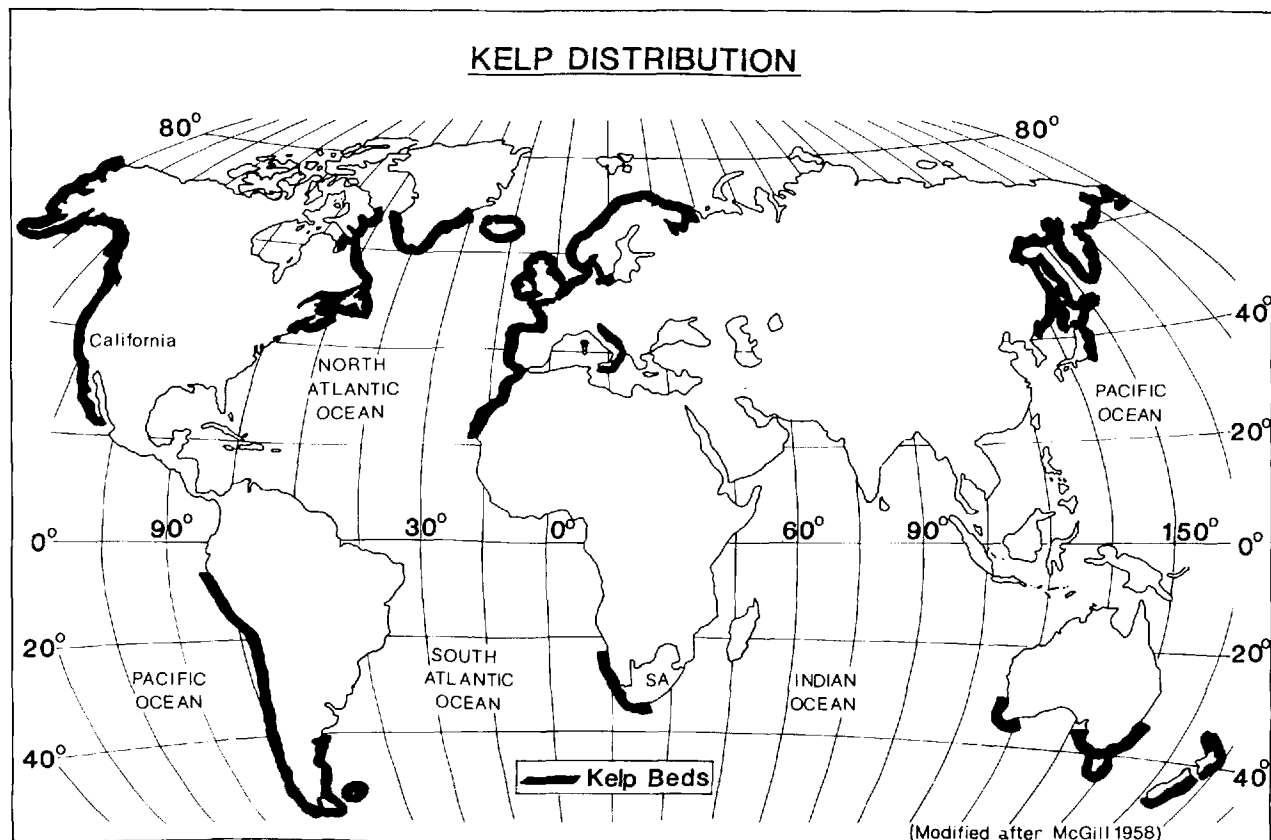 KELP DISTRIBUTION
80°
80°
California
40°
NORTH
ATLANTIC
OCEAN
PACIFIC
OCEAN
20°
0°
90°
30°
0°
60°
90°
150°
0°
20°
PACIFIC
OCEAN
SOUTH
ATLANTIC
OCEAN
SA
INDIAN
OCEAN
20°
40°
Kelp Beds
40°
(Modified after McGill 1958)